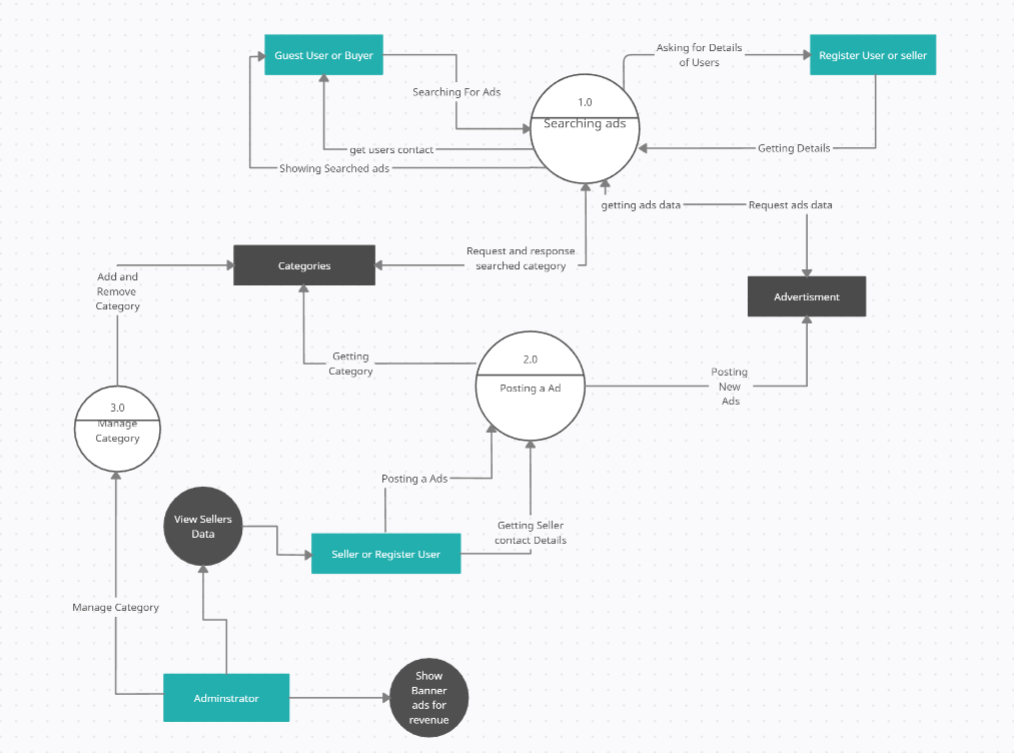 Guest User or Buyer
Asking for Details
of Users
Register User or seller
Searching For Ads
1.0
Searching ads
get users contact
Getting Details
Showing Searched ads
getting ads data
Request ads data
Request and response
searched category
Categories
Add and
Remove
Category
Advertisment
2.0
Posting a Ad
Getting
Category
Posting
New
Ads
3.0
Manage
Category
Posting a Ads
View Sellers
Data
Getting Seller
contact Details
Seller or Register User
Manage Category
Adminstrator
Show
Banner
ads for
revenue